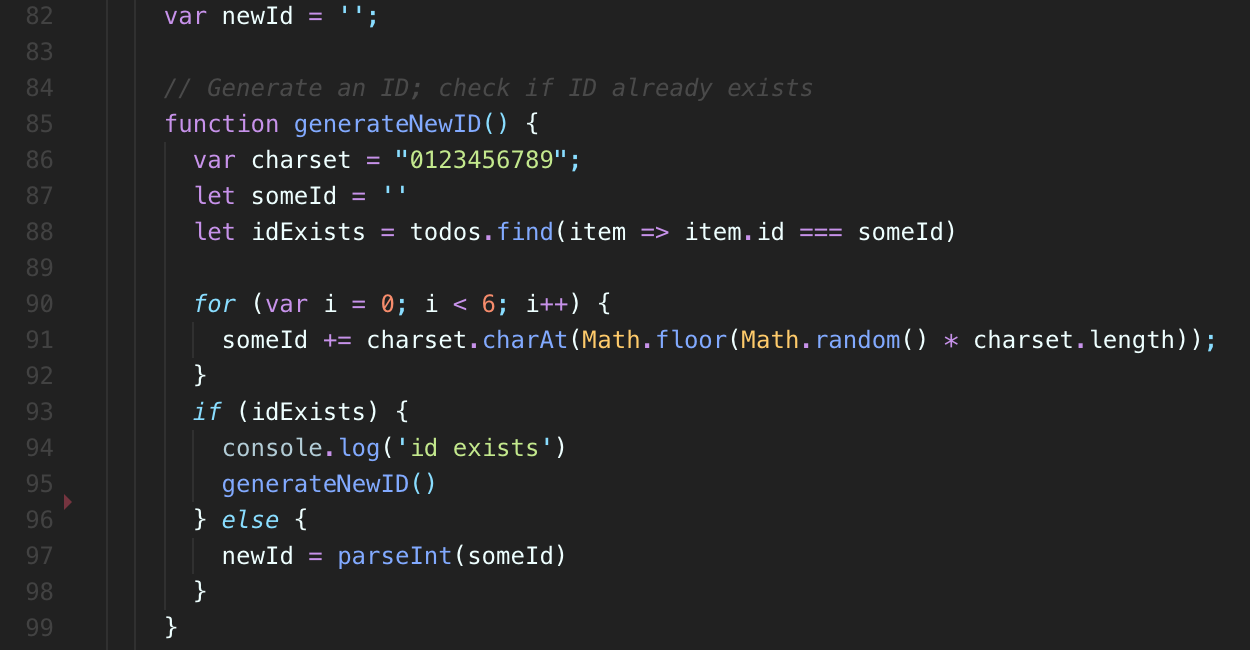 82 var newId = '';
83
84 // Generate an ID; check if ID already exists
85 function generateNewID() {
86 var charset = "0123456789";
87 let someId = ''
88 let idExists = todos.find(item => item.id === someId)
89
90 for (var i = 0; i < 6; i++) {
91 someId += charset.charAt(Math.floor(Math.random() * charset.length));
92 }
93 if (idExists) {
94 console.log('id exists')
95 generateNewID()
96 } else {
97 newId = parseInt(someId)
98 }
99 }